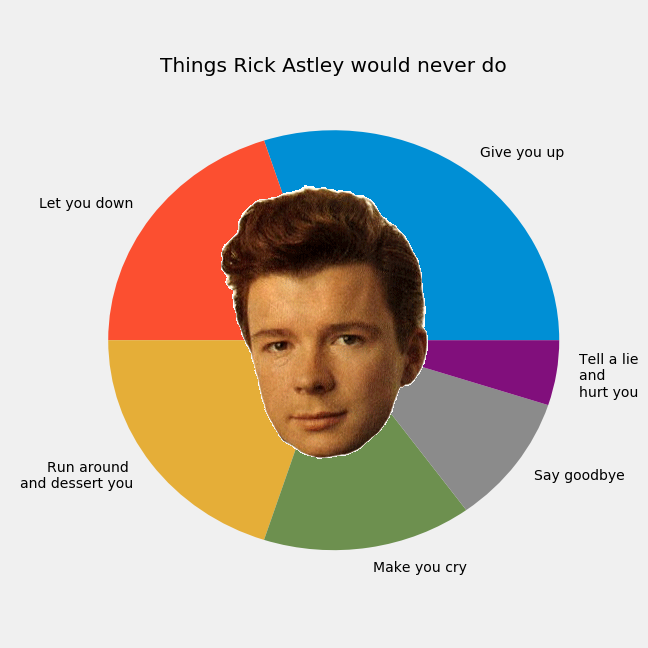 Things Rick Astley would never do
Give you up
Let you down
Tell a lie
and
hurt you
Run around
and dessert you
Say goodbye
Make you cry